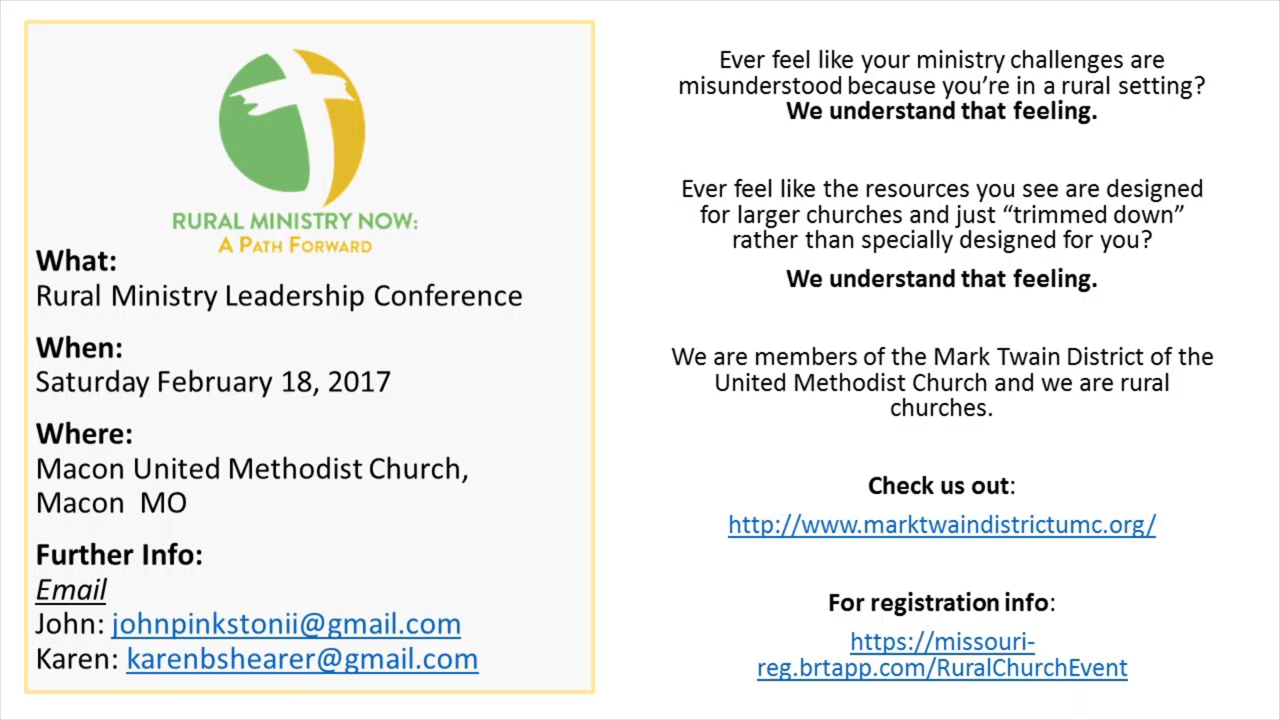 RURAL MINISTRY NOW:
A PATH FORWARD
What:
Rural Ministry Leadership Conference
When:
Saturday February 18, 2017
Where:
Macon United Methodist Church,
Macon  MO
Further Info:
Email
John: johnpinkstonii@gmail.com
Karen: karenbshearer@gmail.com
Ever feel like your ministry challenges are
misunderstood because you’re in a rural setting?
We understand that feeling.
Ever feel like the resources you see are designed
for larger churches and just “trimmed down”
rather than specially designed for you?
We understand that feeling.
We are members of the Mark Twain District of the
United Methodist Church and we are rural
churches.
Check us out:
http://www.marktwaindistrictumc.org/
For registration info:
https://missouri-
reg.brtapp.com/RuralChurchEvent